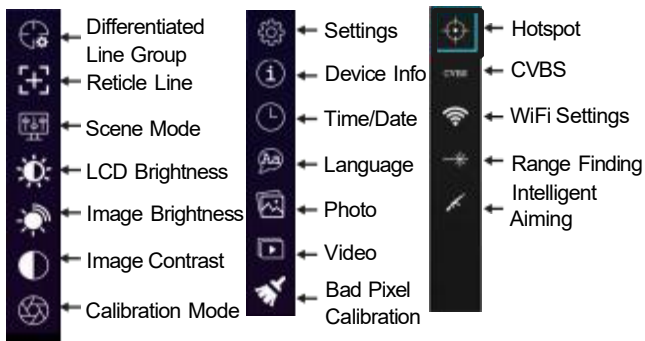 Differentiated
Line Group
Reticle Line
Scene Mode
LCD Brightness
Image Brightness
Image Contrast
Calibration Mode
Settings
Device Info
Time/Date
Aa
Language
Photo
Video
Bad Pixel
Calibration
Hotspot
CVBS
CVBS
WiFi Settings
Range Finding
Intelligent
Aiming